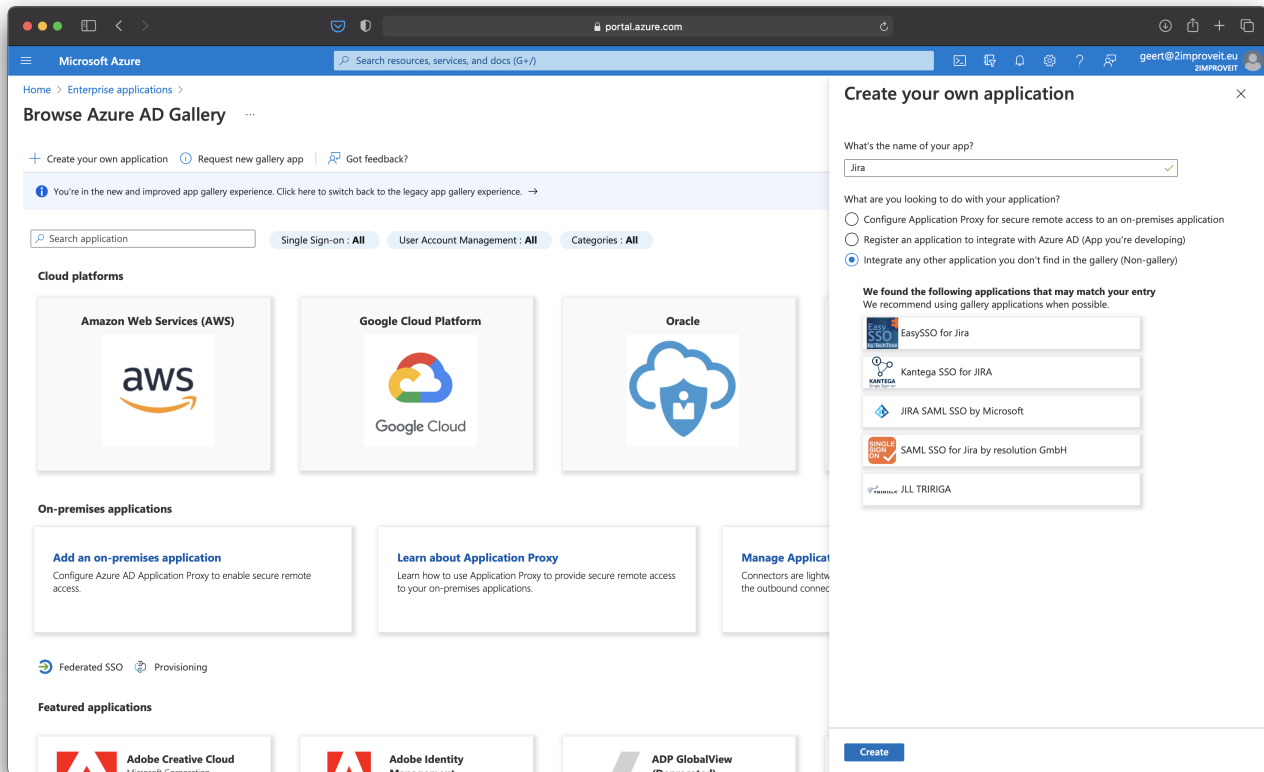 portal.azure.com
Microsoft Azure
Search resources, services, and docs (G+/)
geert@2improveit.eu
2IMPROVEIT
Home > Enterprise applications >
Browse Azure AD Gallery ...
Create your own application
Request new gallery app
Got feedback?
You're in the new and improved app gallery experience. Click here to switch back to the legacy app gallery experience. →
Search application
Single Sign-on : All
User Account Management : All
Categories : All
Cloud platforms
Amazon Web Services (AWS)
aws
Google Cloud Platform
Google Cloud
Oracle
On-premises applications
Add an on-premises application
Configure Azure AD Application Proxy to enable secure remote
access.
Learn about Application Proxy
Learn how to use Application Proxy to provide secure remote access
to your on-premises applications.
Manage Applicat
Connectors are lightw
the outbound connec
Federated SSO
Provisioning
Featured applications
Adobe Creative Cloud
Microsoft Corporation
Adobe Identity
Management
ADP GlobalView
(Deprecated)
Create your own application
What's the name of your app?
Jira
What are you looking to do with your application?
Configure Application Proxy for secure remote access to an on-premises application
Register an application to integrate with Azure AD (App you're developing)
Integrate any other application you don't find in the gallery (Non-gallery)
We found the following applications that may match your entry
We recommend using gallery applications when possible.
Easy
SSO
by TechTime
EasySSO for Jira
KANTEGA
Single Sign-on
Kantega SSO for JIRA
JIRA SAML SSO by Microsoft
SINGLE
SIGN
ON
SAML SSO for Jira by resolution GmbH
JLL TRIRIGA
Create